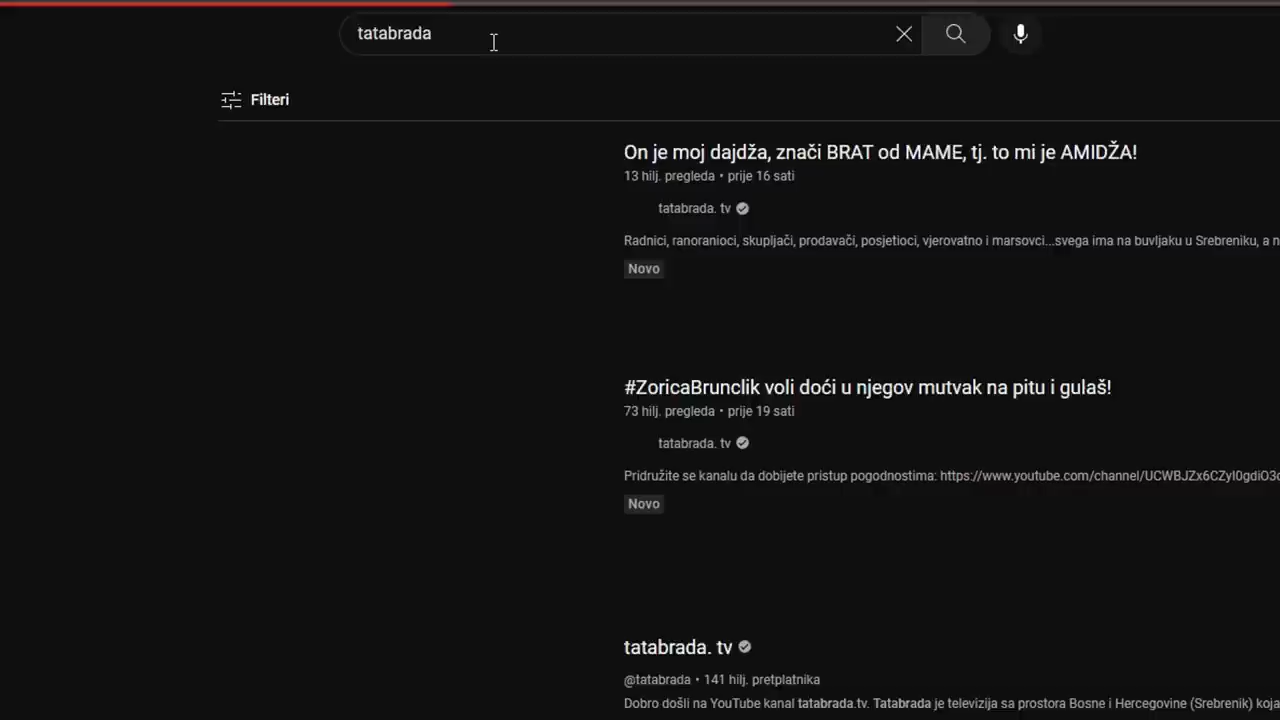 tatabrada
Filteri
On je moj dajdža, znači BRAT od MAME, tj. to mi je AMIDŽA!
13 hilj. pregleda • prije 16 sati
tatabrada. tv
Radnici, ranoranioci, skupljači, prodavači, posjetioci, vjerovatno i marsovci...svega ima na buvljaku u Srebreniku, a n
Novo
#ZoricaBrunclik voli doći u njegov mutvak na pitu i gulaš!
73 hilj. pregleda • prije 19 sati
tatabrada. tv
Pridružite se kanalu da dobijete pristup pogodnostima: https://www.youtube.com/channel/UCWBJZx6CZyI0gdiO3c
Novo
tatabrada. tv
@tatabrada • 141 hilj. pretplatnika
Dobro došli na YouTube kanal tatabrada.tv. Tatabrada je televizija sa prostora Bosne i Hercegovine (Srebrenik) koja